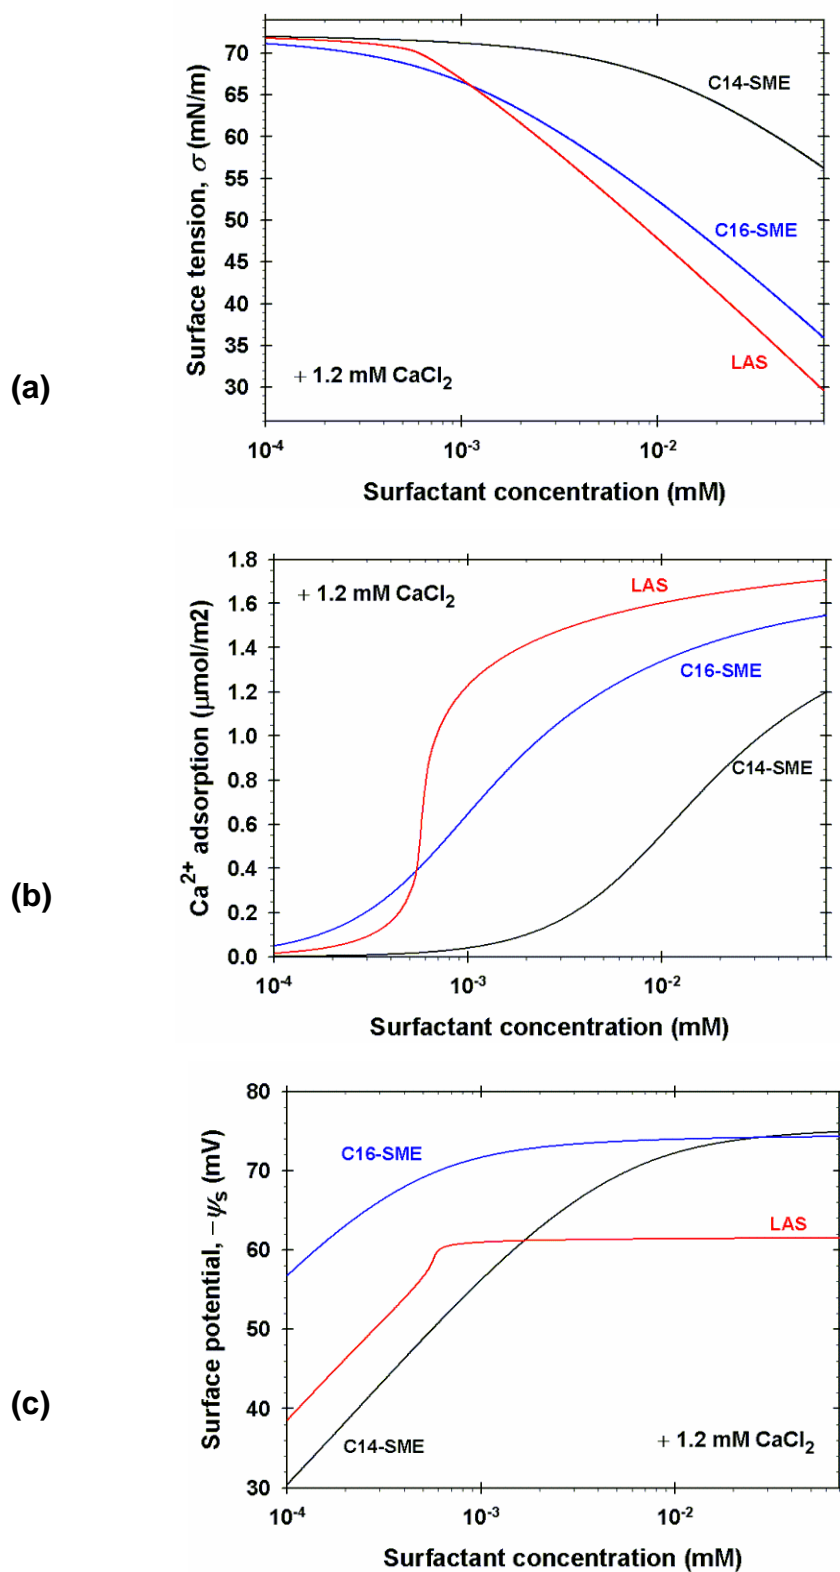 (a)
Surface tension, σ (mN/m)
70
65
60
55
50
45
40
35
30
C14-SME
C16-SME
LAS
+ 1.2 mM CaCl₂
10⁻⁴ 10⁻³ 10⁻²
Surfactant concentration (mM)
(b)
Ca²⁺ adsorption (μmol/m2)
1.8
1.6
1.4
1.2
1.0
0.8
0.6
0.4
0.2
0.0
+ 1.2 mM CaCl₂
LAS
C16-SME
C14-SME
10⁻⁴ 10⁻³ 10⁻²
Surfactant concentration (mM)
(c)
Surface potential, −ψₛ (mV)
80
70
60
50
40
30
C16-SME
LAS
C14-SME
+ 1.2 mM CaCl₂
10⁻⁴ 10⁻³ 10⁻²
Surfactant concentration (mM)